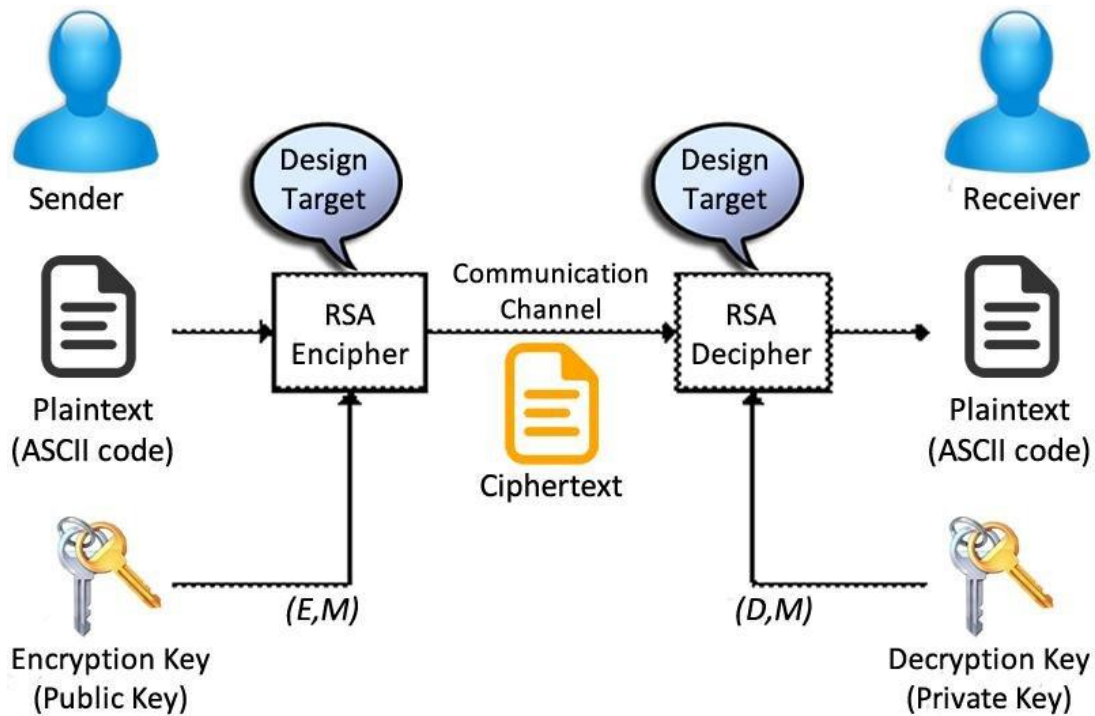 Sender
Design
Target
Design
Target
Receiver
Plaintext
(ASCII code)
RSA
Encipher
Communication
Channel
Ciphertext
RSA
Decipher
Plaintext
(ASCII code)
Encryption Key
(Public Key)
(E,M)
(D,M)
Decryption Key
(Private Key)